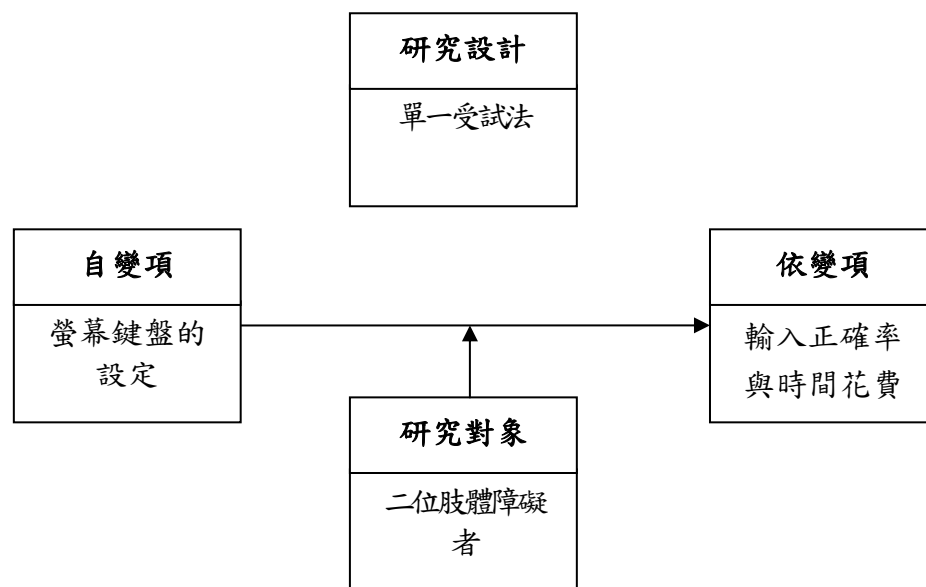 研究設計
單一受試法
自變項
螢幕鍵盤的
設定
依變項
輸入正確率
與時間花費
研究對象
二位肢體障礙
者